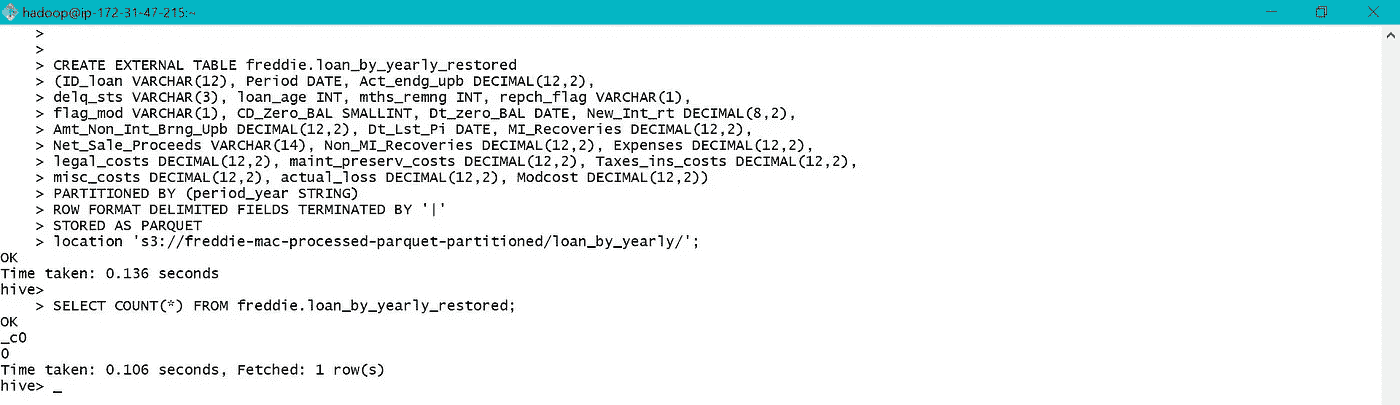 hadoop@ip-172-31-47-215:~
>
>
> CREATE EXTERNAL TABLE freddie.loan_by_yearly_restored
> (ID_loan VARCHAR(12), Period DATE, Act_endg_upb DECIMAL(12,2),
> delq_sts VARCHAR(3), loan_age INT, mths_remng INT, repch_flag VARCHAR(1),
> flag_mod VARCHAR(1), CD_Zero_BAL SMALLINT, Dt_zero_BAL DATE, New_Int_rt DECIMAL(8,2),
> Amt_Non_Int_Brng_Upb DECIMAL(12,2), Dt_Lst_Pi DATE, MI_Recoveries DECIMAL(12,2),
> Net_Sale_Proceeds VARCHAR(14), Non_MI_Recoveries DECIMAL(12,2), Expenses DECIMAL(12,2),
> legal_costs DECIMAL(12,2), maint_preserv_costs DECIMAL(12,2), Taxes_ins_costs DECIMAL(12,2),
> misc_costs DECIMAL(12,2), actual_loss DECIMAL(12,2), Modcost DECIMAL(12,2))
> PARTITIONED BY (period_year STRING)
> ROW FORMAT DELIMITED FIELDS TERMINATED BY '|'
> STORED AS PARQUET
> location 's3://freddie-mac-processed-parquet-partitioned/loan_by_yearly/';
OK
Time taken: 0.136 seconds
hive>
> SELECT COUNT(*) FROM freddie.loan_by_yearly_restored;
OK
_c0
0
Time taken: 0.106 seconds, Fetched: 1 row(s)
hive> _